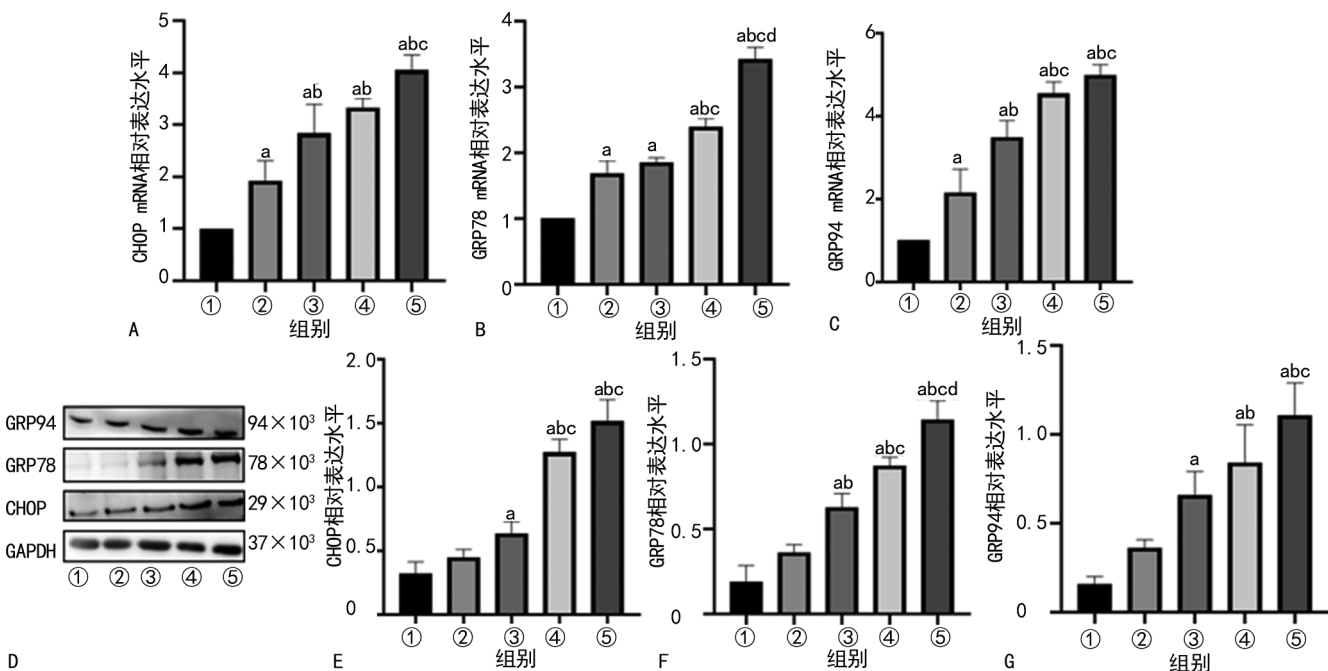 CHOP mRNA相对表达水平
5
4
3
2
1
0
a
ab
ab
abc
① ② ③ ④ ⑤
组别
A
GRP78 mRNA相对表达水平
4
3
2
1
0
a
a
abc
abcd
① ② ③ ④ ⑤
组别
B
GRP94 mRNA相对表达水平
6
4
2
0
a
ab
abc
abc
① ② ③ ④ ⑤
组别
C
GRP94 94×10³
GRP78 78×10³
CHOP 29×10³
GAPDH 37×10³
① ② ③ ④ ⑤
D
CHOP相对表达水平
2.0
1.5
1.0
0.5
0
a
abc
abc
① ② ③ ④ ⑤
组别
E
GRP78相对表达水平
1.5
1.0
0.5
0
ab
abc
abcd
① ② ③ ④ ⑤
组别
F
GRP94相对表达水平
1.5
1.0
0.5
0
a
ab
abc
① ② ③ ④ ⑤
组别
G